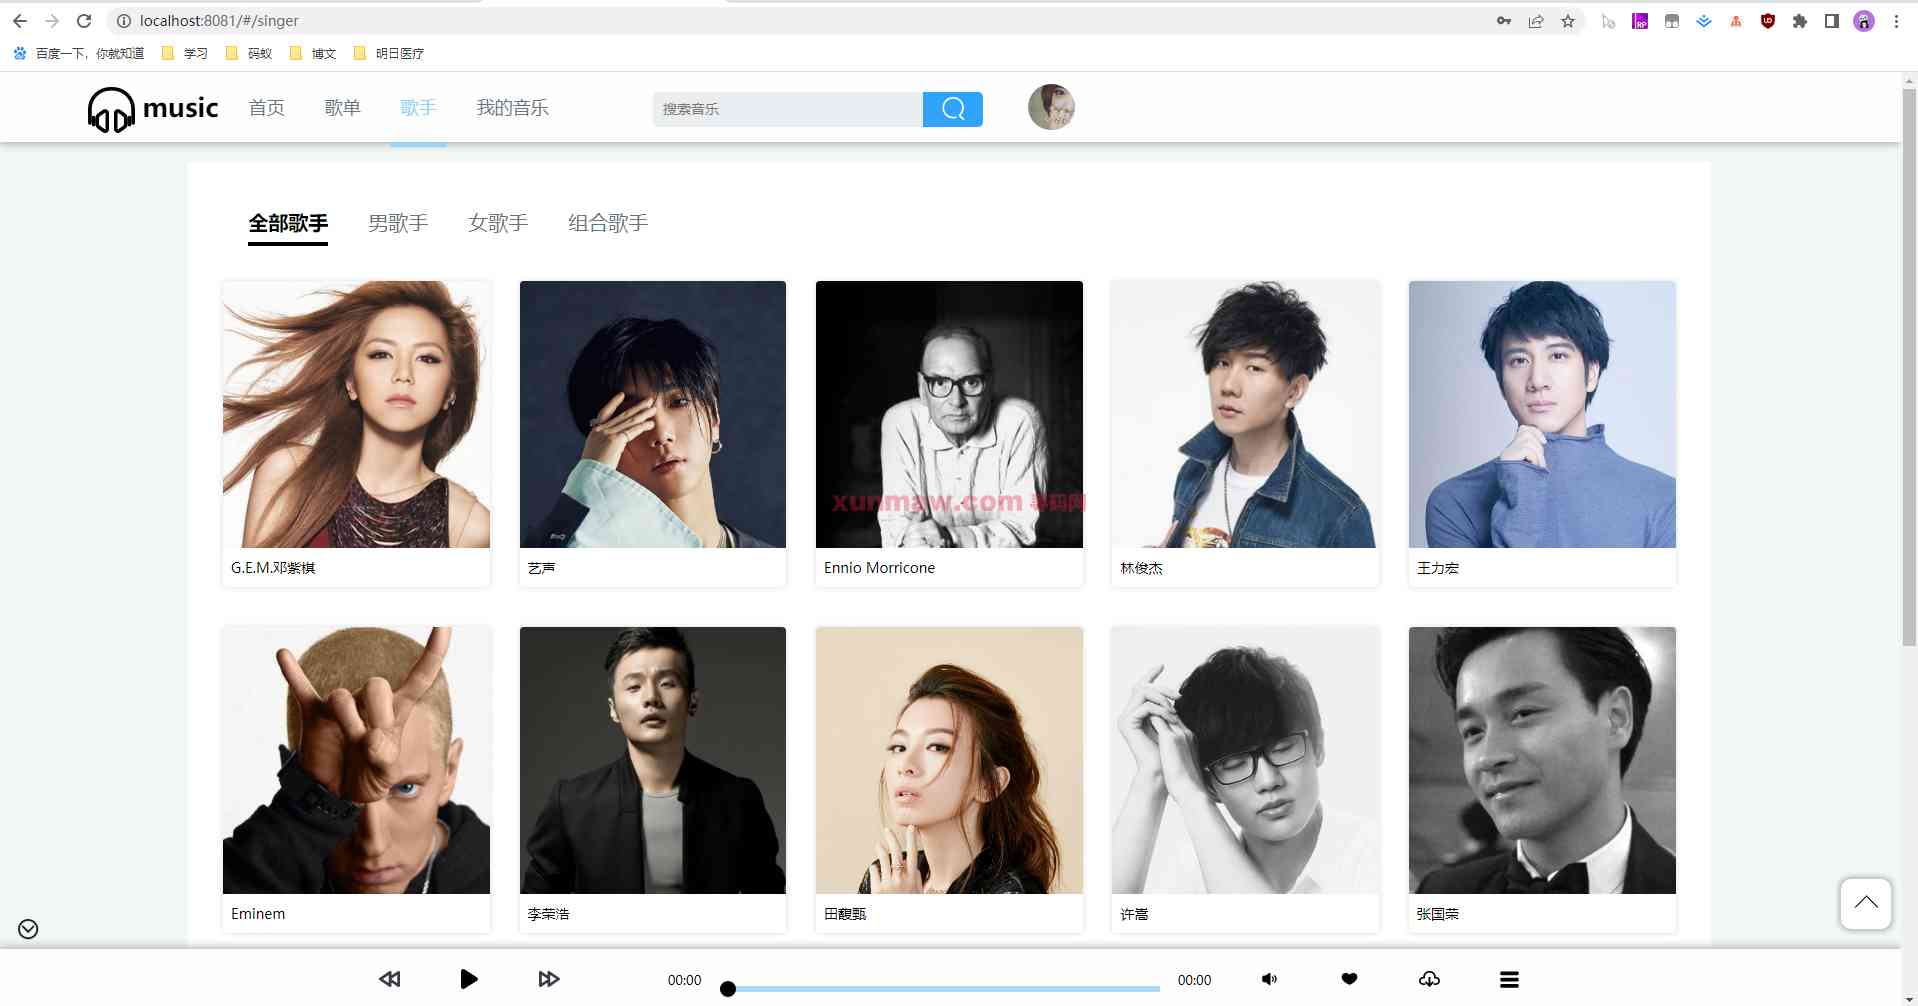 localhost:8081/#/singer
百度一下，你就知道 学习 码蚁 博文 明日医疗
music 首页 歌单 歌手 我的音乐 搜索音乐
全部歌手 男歌手 女歌手 组合歌手
xunmaw.com 寻码网
G.E.M.邓紫棋 艺声 Ennio Morricone 林俊杰 王力宏
Eminem 李荣浩 田馥甄 许嵩 张国荣
00:00 00:00